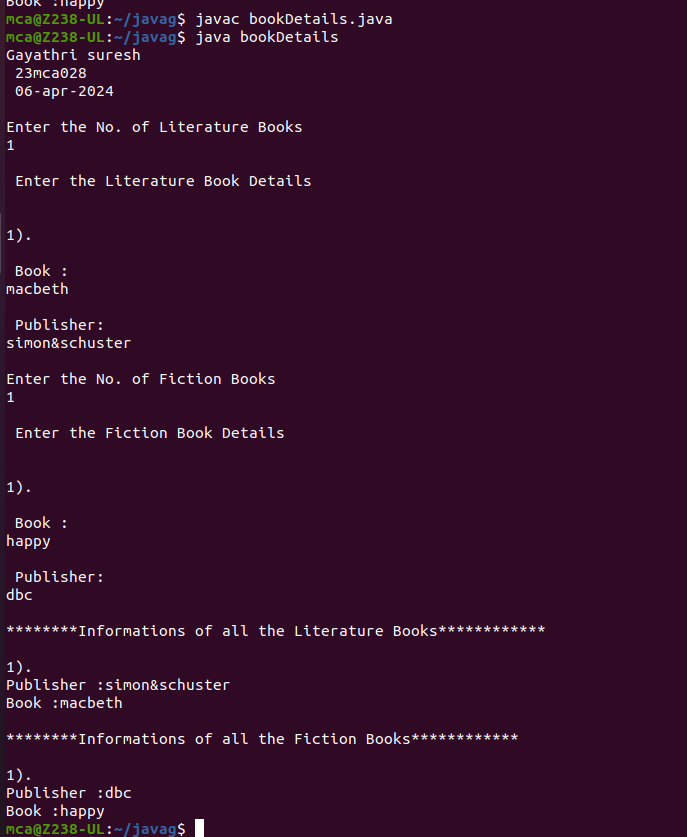 Book :happy
mca@Z238-UL:~/javag$ javac bookDetails.java
mca@Z238-UL:~/javag$ java bookDetails
Gayathri suresh
 23mca028
 06-apr-2024

Enter the No. of Literature Books
1

 Enter the Literature Book Details


1).

 Book :
macbeth

 Publisher:
simon&schuster

Enter the No. of Fiction Books
1

 Enter the Fiction Book Details


1).

 Book :
happy

 Publisher:
dbc

********Informations of all the Literature Books************

1).
Publisher :simon&schuster
Book :macbeth

********Informations of all the Fiction Books************

1).
Publisher :dbc
Book :happy
mca@Z238-UL:~/javag$